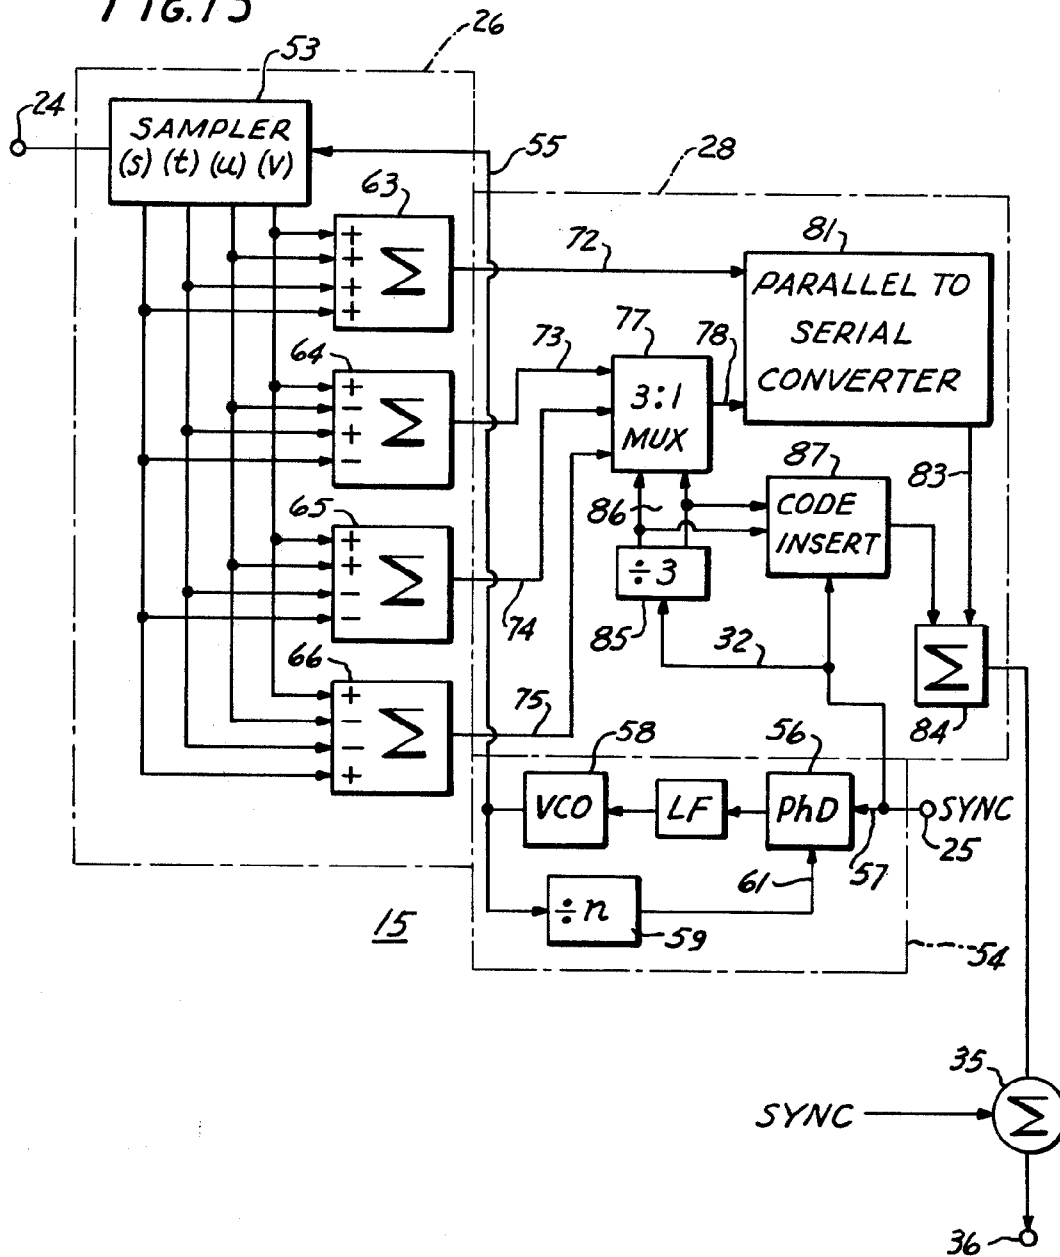 FIG.13
26
53
24
SAMPLER
(s) (t) (u) (v)
55
28
63
+
+
+
+
Σ
72
81
PARALLEL TO
SERIAL
CONVERTER
64
+
−
+
−
Σ
73
77
3:1
MUX
78
83
87
CODE
INSERT
86
65
+
+
−
−
Σ
74
÷3
85
32
66
+
−
−
+
Σ
75
Σ
84
58
VCO
LF
56
PhD
57
SYNC
25
61
÷n
59
54
15
35
SYNC
Σ
36